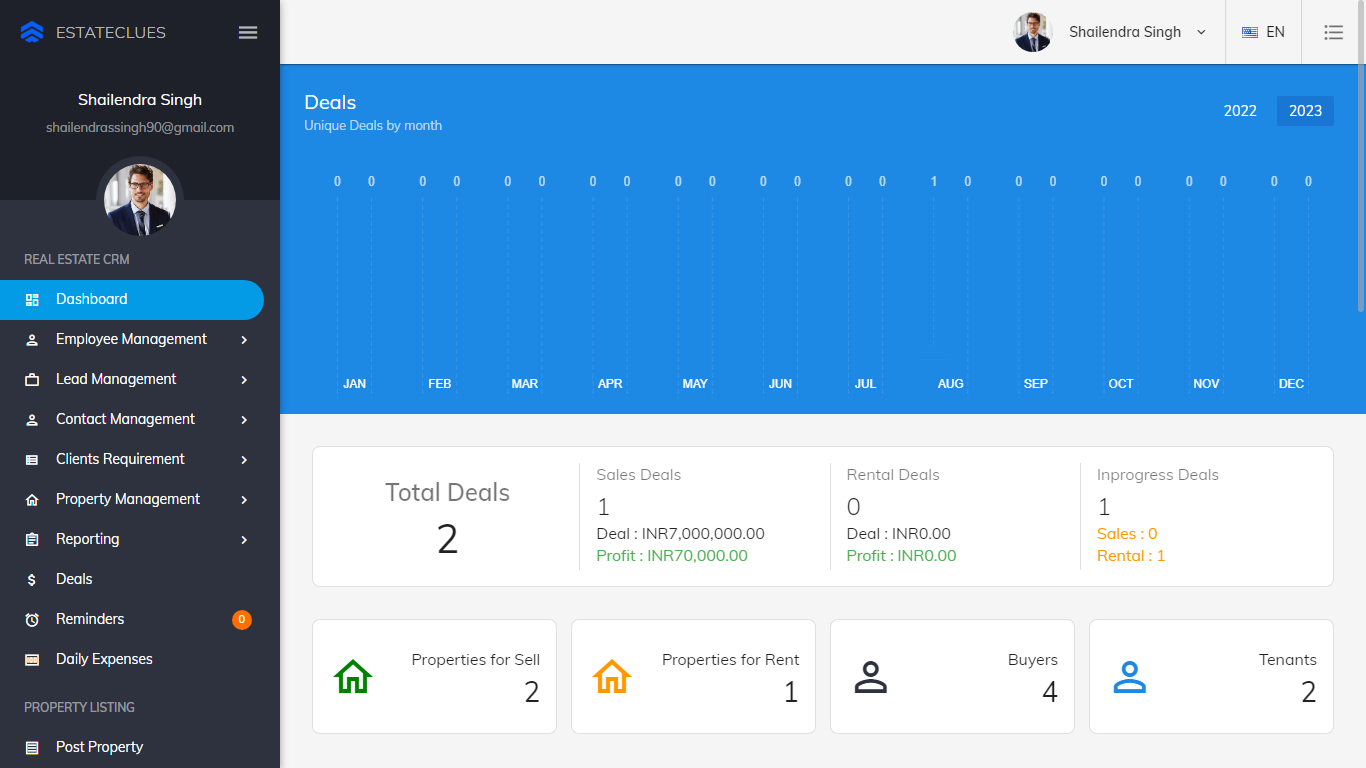 ESTATECLUES
Shailendra Singh
EN
Shailendra Singh
shailendrassingh90@gmail.com
REAL ESTATE CRM
Dashboard
Employee Management
Lead Management
Contact Management
Clients Requirement
Property Management
Reporting
Deals
Reminders 0
Daily Expenses
PROPERTY LISTING
Post Property
Deals
Unique Deals by month
2022 2023
0 0 0 0 0 0 0 0 0 0 0 0 0 0 1 0 0 0 0 0 0 0 0 0
JAN FEB MAR APR MAY JUN JUL AUG SEP OCT NOV DEC
Total Deals
2
Sales Deals
1
Deal : INR7,000,000.00
Profit : INR70,000.00
Rental Deals
0
Deal : INR0.00
Profit : INR0.00
Inprogress Deals
1
Sales : 0
Rental : 1
Properties for Sell
2
Properties for Rent
1
Buyers
4
Tenants
2